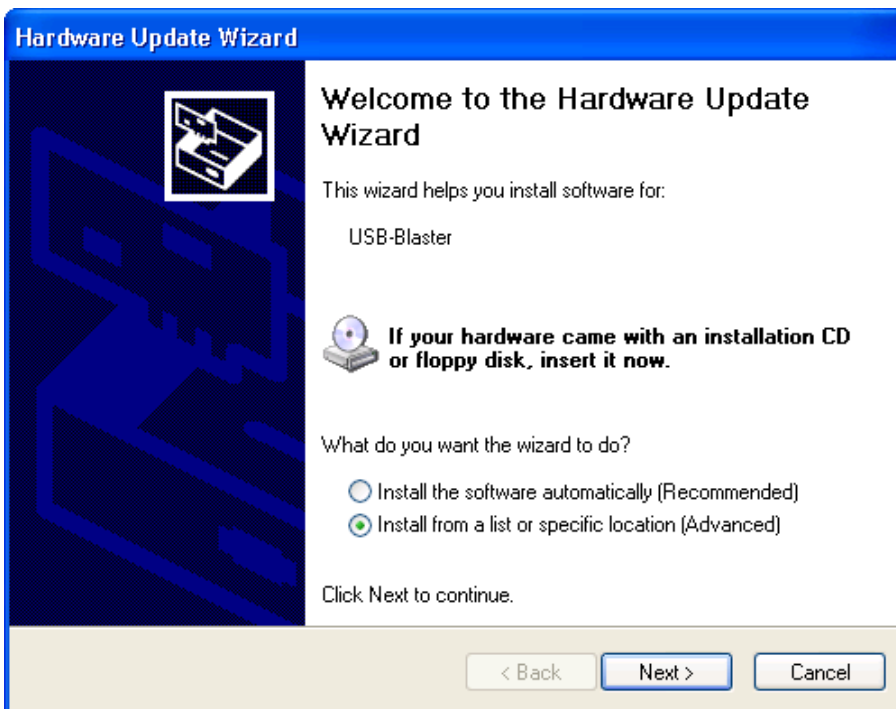 Hardware Update Wizard
Welcome to the Hardware Update
Wizard
This wizard helps you install software for:
USB-Blaster
If your hardware came with an installation CD
or floppy disk, insert it now.
What do you want the wizard to do?
Install the software automatically (Recommended)
Install from a list or specific location (Advanced)
Click Next to continue.
< Back Next > Cancel